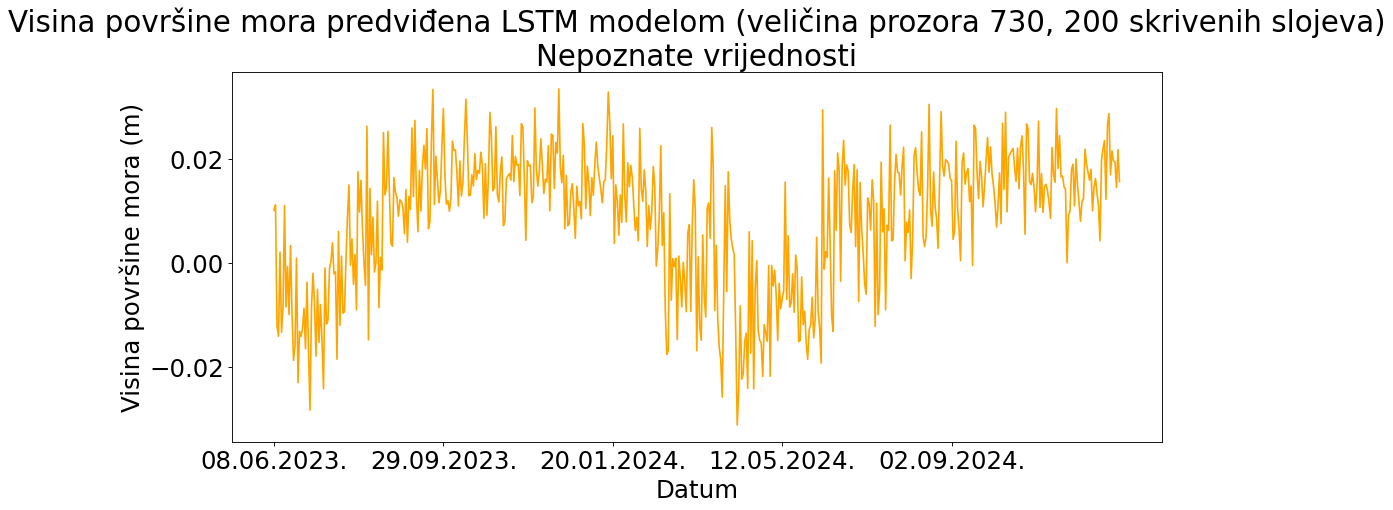 Visina površine mora predviđena LSTM modelom (veličina prozora 730, 200 skrivenih slojeva)
Nepoznate vrijednosti
Visina površine mora (m)
0.02
0.00
−0.02
08.06.2023. 29.09.2023. 20.01.2024. 12.05.2024. 02.09.2024.
Datum